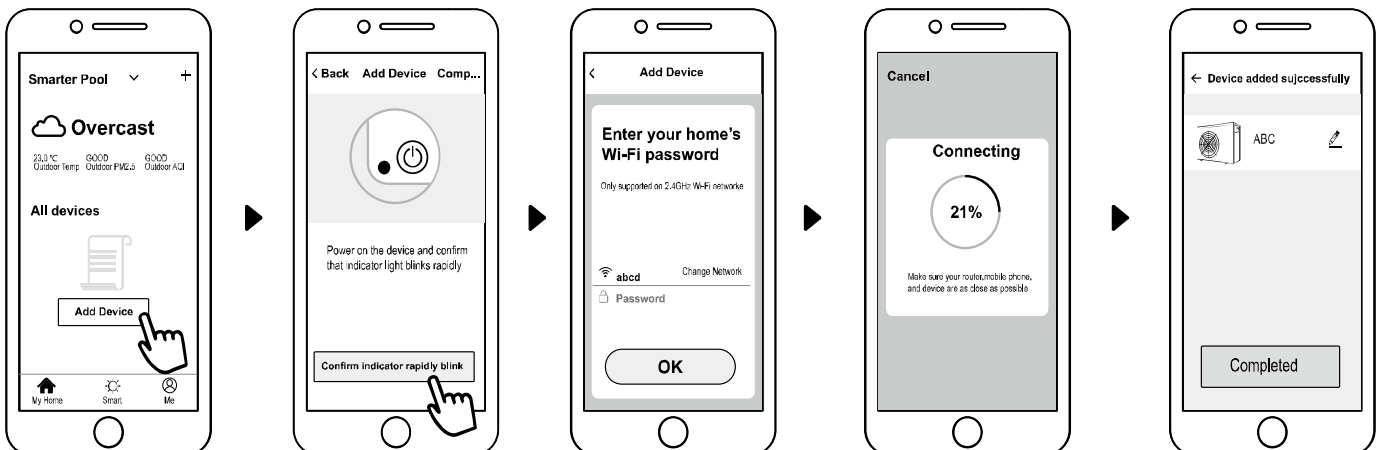 Smarter Pool
+
Overcast
23,0 °C GOOD GOOD
Outdoor Temp Outdoor PM2.5 Outdoor AQI
All devices
Add Device
My Home Smart Me
< Back Add Device Comp...
Power on the device and confirm
that indicator light blinks rapidly
Confirm indicator rapidly blink
< Add Device
Enter your home's
Wi-Fi password
Only supported on 2.4GHz Wi-Fi networke
abcd Change Network
Password
OK
Cancel
Connecting
21%
Make sure your router,mobile phone,
and device are as close as possible
← Device added sujccessfully
ABC
Completed